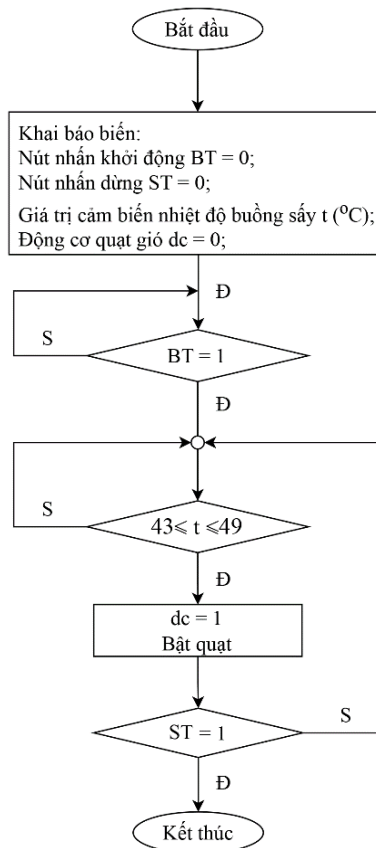 Bắt đầu
Khai báo biến:
Nút nhấn khởi động BT = 0;
Nút nhấn dừng ST = 0;
Giá trị cảm biến nhiệt độ buồng sấy t (⁰C);
Động cơ quạt gió dc = 0;
Đ
S
BT = 1
Đ
S
43⩽ t ⩽49
Đ
dc = 1
Bật quạt
S
ST = 1
Đ
Kết thúc